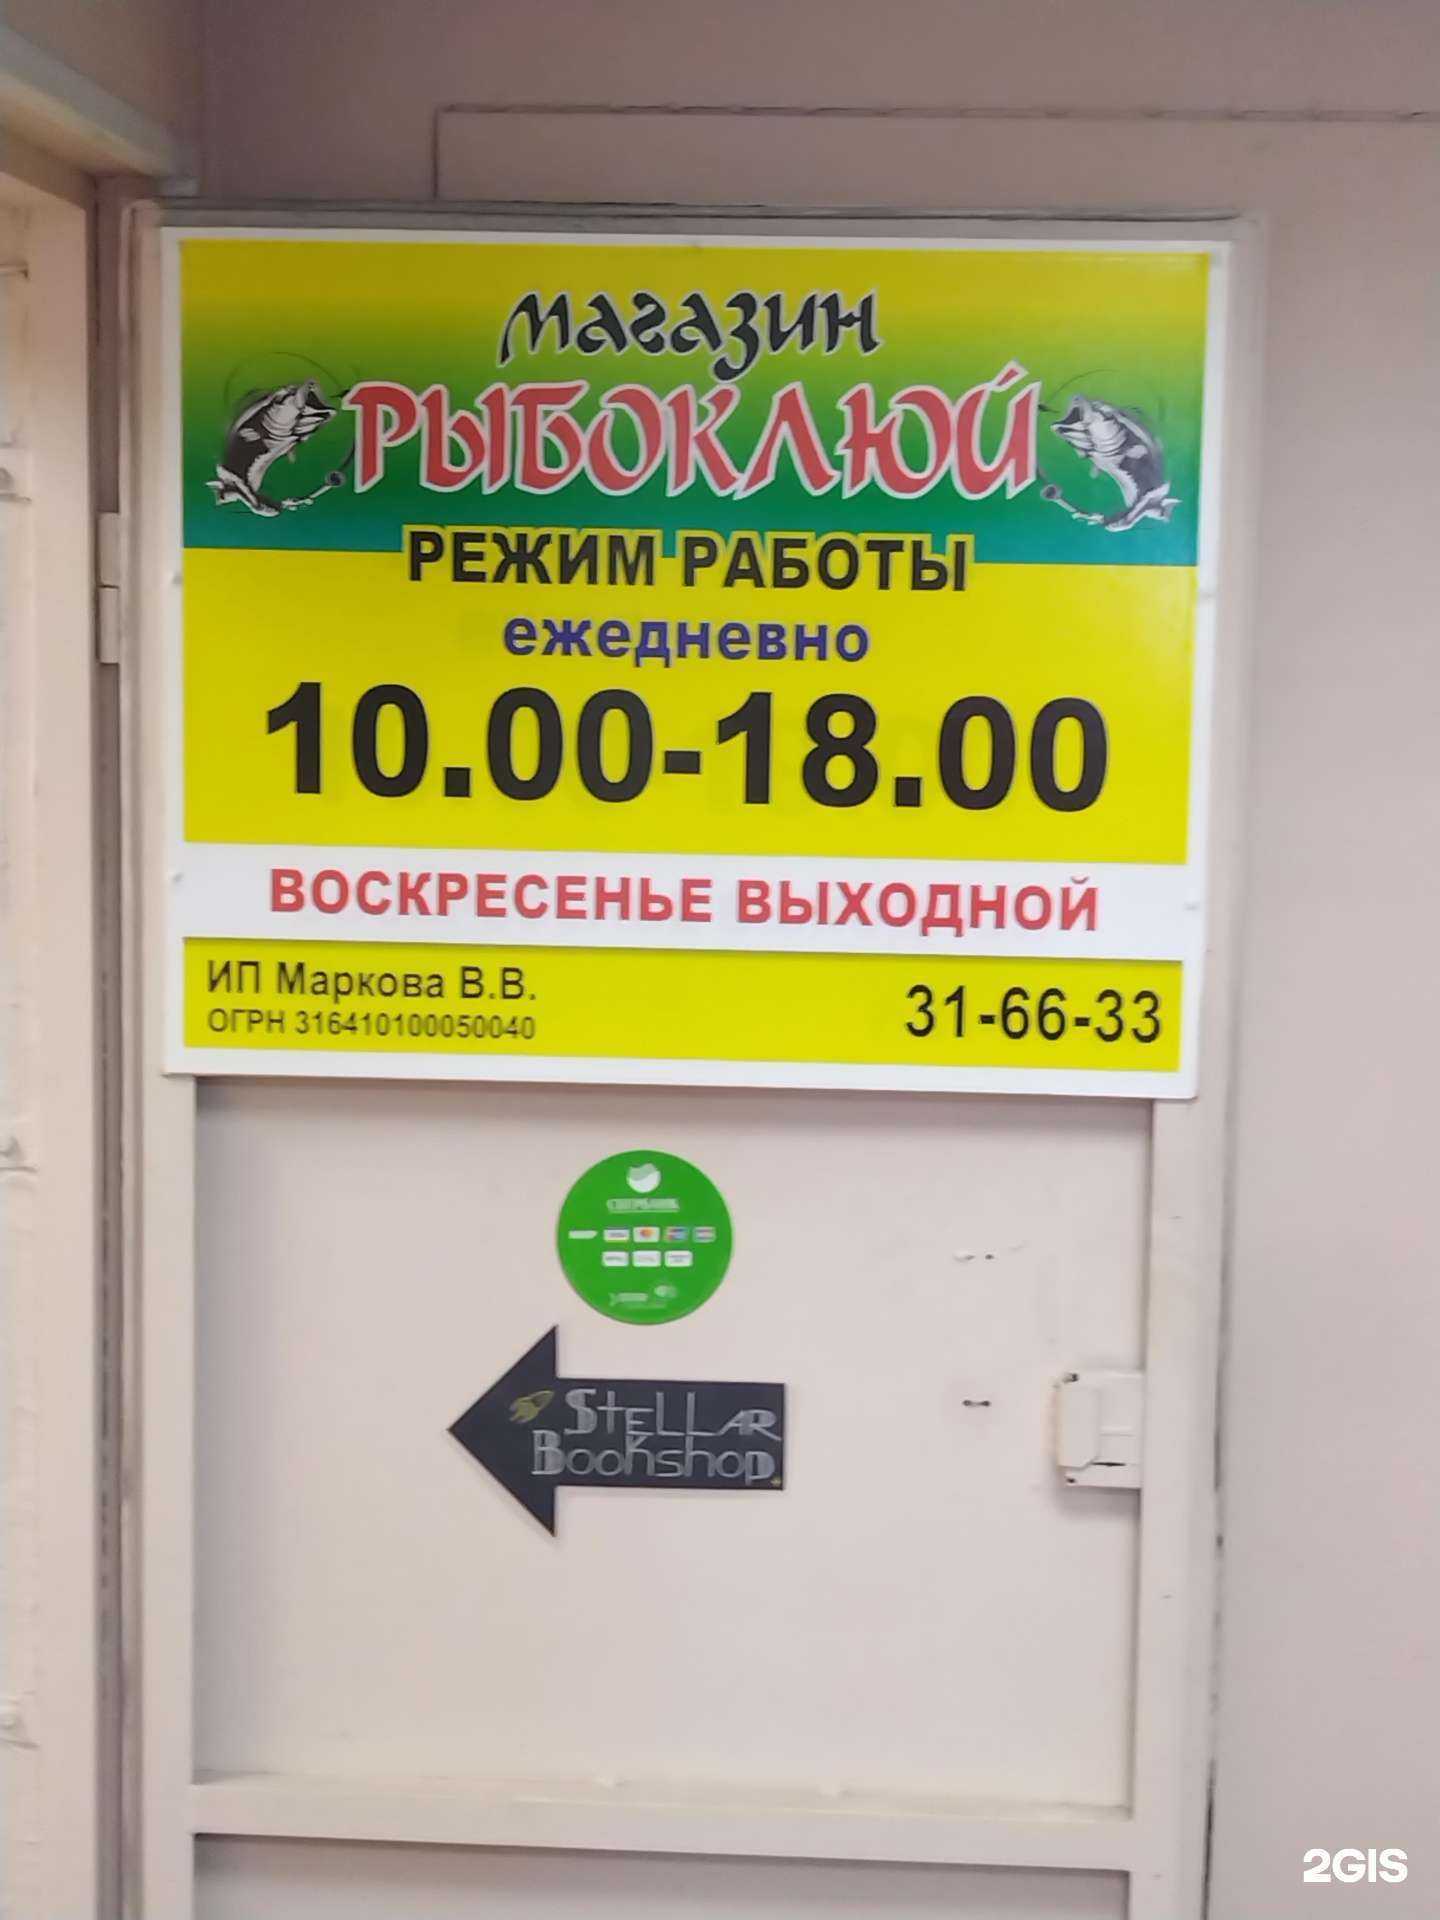 магазин
РЫБОКЛЮЙ
РЕЖИМ РАБОТЫ
ежедневно
10.00-18.00
ВОСКРЕСЕНЬЕ ВЫХОДНОЙ
ИП Маркова В.В.
ОГРН 316410100050040
31-66-33
СБЕРБАНК
STELLAR
BOOKSHOP
2GIS